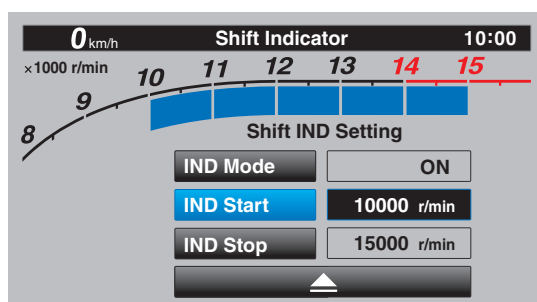 0 km/h Shift Indicator 10:00
×1000 r/min
8 9 10 11 12 13 14 15
Shift IND Setting
IND Mode ON
IND Start 10000 r/min
IND Stop 15000 r/min